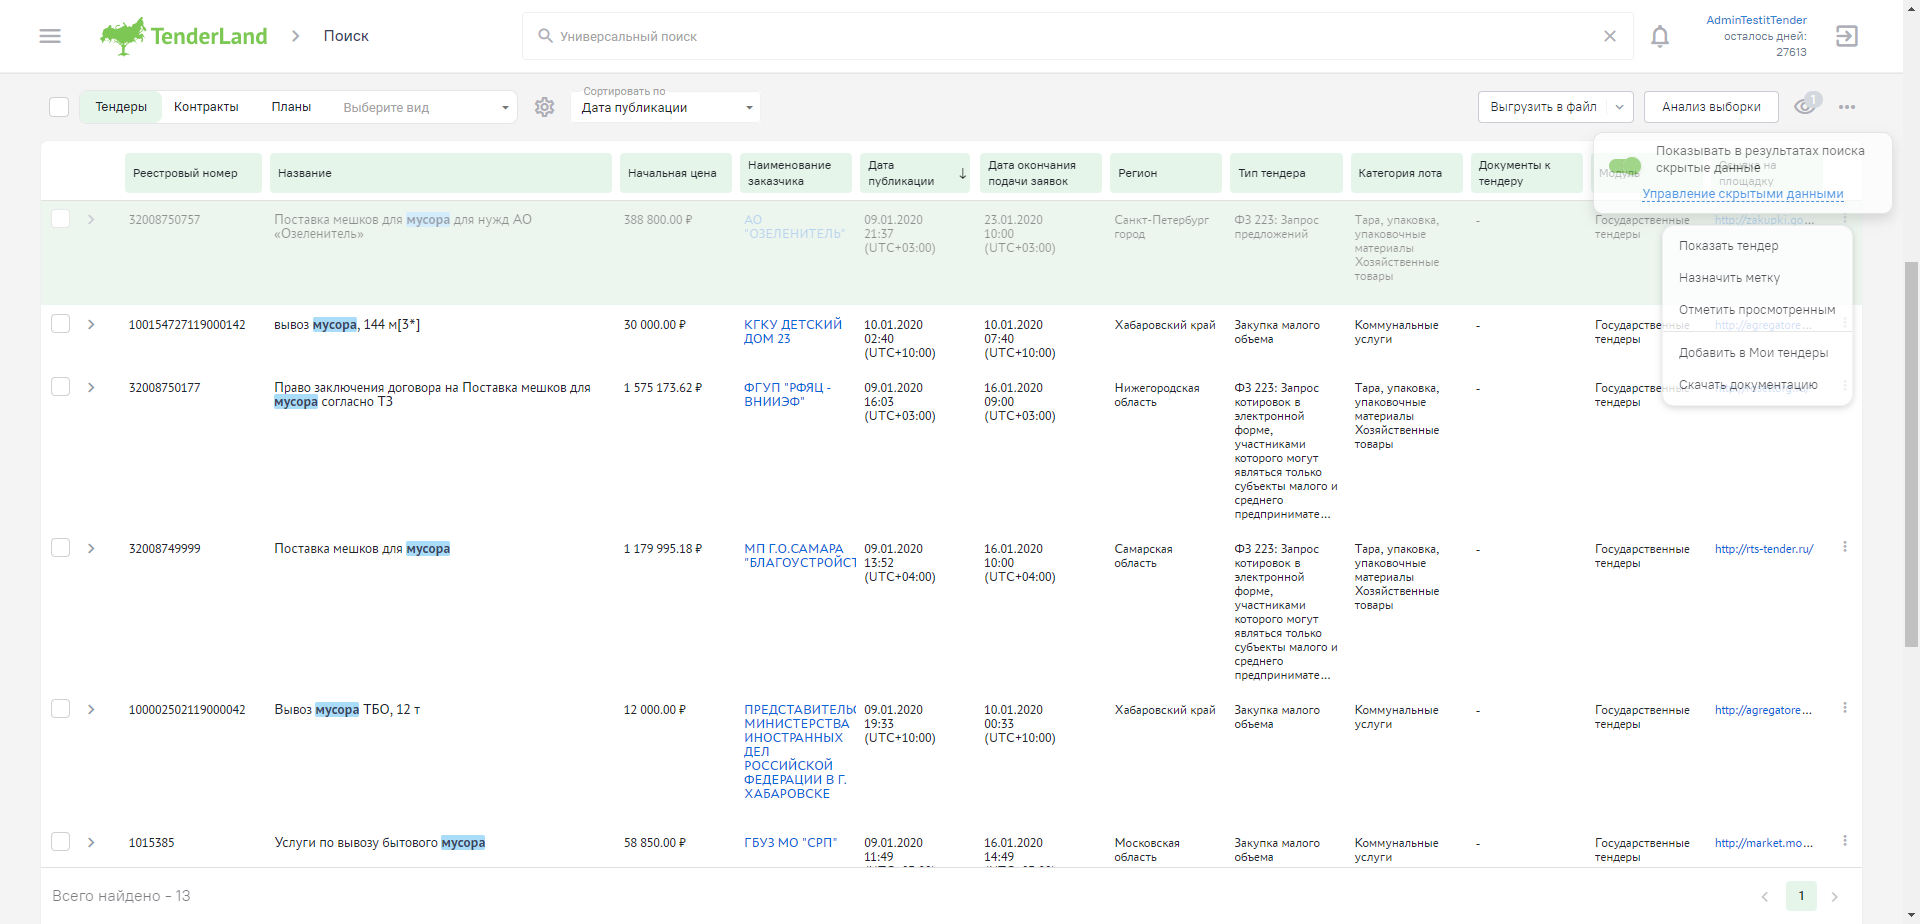 TenderLand
Поиск
Универсальный поиск
AdminTestitTender
осталось дней:
27613
Тендеры
Контракты
Планы
Выберите вид
Сортировать по
Дата публикации
Выгрузить в файл
Анализ выборки
1
Показывать в результатах поиска
скрытые данные
Управление скрытыми данными
Реестровый номер
Название
Начальная цена
Наименование
заказчика
Дата
публикации
Дата окончания
подачи заявок
Регион
Тип тендера
Категория лота
Документы к
тендеру
Модуль
Ссылка на
площадку
32008750757
Поставка мешков для мусора для нужд АО
«Озеленитель»
388 800.00 ₽
АО
"ОЗЕЛЕНИТЕЛЬ"
09.01.2020
21:37
(UTC+03:00)
23.01.2020
10:00
(UTC+03:00)
Санкт-Петербург
город
ФЗ 223: Запрос
предложений
Тара, упаковка,
упаковочные
материалы
Хозяйственные
товары
-
Государственные
тендеры
http://zakupki.go...
Показать тендер
Назначить метку
Отметить просмотренным
Добавить в Мои тендеры
Скачать документацию
100154727119000142
вывоз мусора, 144 м[3*]
30 000.00 ₽
КГКУ ДЕТСКИЙ
ДОМ 23
10.01.2020
02:40
(UTC+10:00)
10.01.2020
07:40
(UTC+10:00)
Хабаровский край
Закупка малого
объема
Коммунальные
услуги
-
Государственные
тендеры
http://agregatore...
32008750177
Право заключения договора на Поставка мешков для
мусора согласно ТЗ
1 575 173.62 ₽
ФГУП "РФЯЦ -
ВНИИЭФ"
09.01.2020
16:03
(UTC+03:00)
16.01.2020
09:00
(UTC+03:00)
Нижегородская
область
ФЗ 223: Запрос
котировок в
электронной
форме,
участниками
которого могут
являться только
субъекты малого и
среднего
предпринимате...
Тара, упаковка,
упаковочные
материалы
Хозяйственные
товары
-
Государственные
тендеры
32008749999
Поставка мешков для мусора
1 179 995.18 ₽
МП Г.О.САМАРА
"БЛАГОУСТРОЙСТ
09.01.2020
13:52
(UTC+04:00)
16.01.2020
10:00
(UTC+04:00)
Самарская
область
ФЗ 223: Запрос
котировок в
электронной
форме,
участниками
которого могут
являться только
субъекты малого и
среднего
предпринимате...
Тара, упаковка,
упаковочные
материалы
Хозяйственные
товары
-
Государственные
тендеры
http://rts-tender.ru/
100002502119000042
Вывоз мусора ТБО, 12 т
12 000.00 ₽
ПРЕДСТАВИТЕЛЬС
МИНИСТЕРСТВА
ИНОСТРАННЫХ
ДЕЛ
РОССИЙСКОЙ
ФЕДЕРАЦИИ В Г.
ХАБАРОВСКЕ
09.01.2020
19:33
(UTC+10:00)
10.01.2020
00:33
(UTC+10:00)
Хабаровский край
Закупка малого
объема
Коммунальные
услуги
-
Государственные
тендеры
http://agregatore...
1015385
Услуги по вывозу бытового мусора
58 850.00 ₽
ГБУЗ МО "СРП"
09.01.2020
11:49
16.01.2020
14:49
Московская
область
Закупка малого
объема
Коммунальные
услуги
-
Государственные
тендеры
http://market.mo...
Всего найдено - 13
1